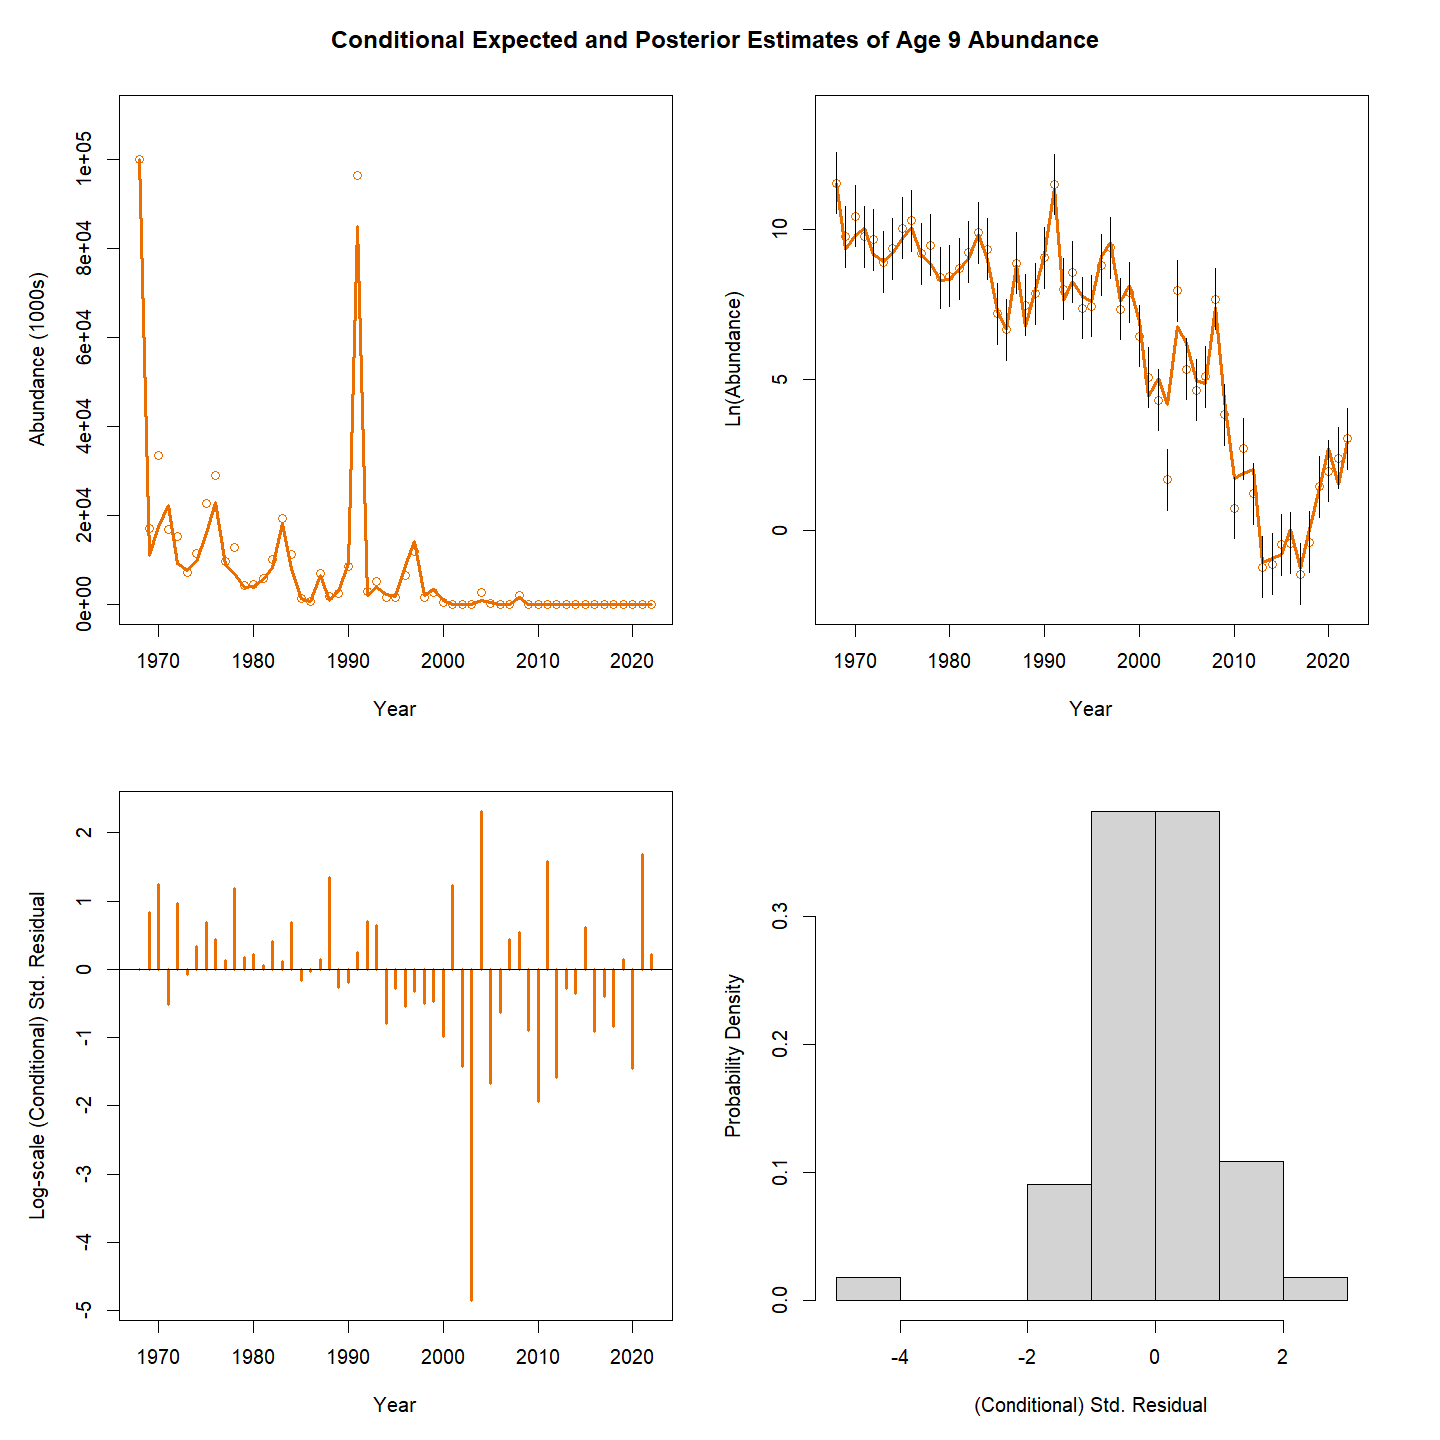 Conditional Expected and Posterior Estimates of Age 9 Abundance
Abundance (1000s)
0e+00 2e+04 4e+04 6e+04 8e+04 1e+05
1970 1980 1990 2000 2010 2020
Year
Ln(Abundance)
0 5 10
1970 1980 1990 2000 2010 2020
Year
Log-scale (Conditional) Std. Residual
-5 -4 -3 -2 -1 0 1 2
1970 1980 1990 2000 2010 2020
Year
Probability Density
0.0 0.1 0.2 0.3
-4 -2 0 2
(Conditional) Std. Residual